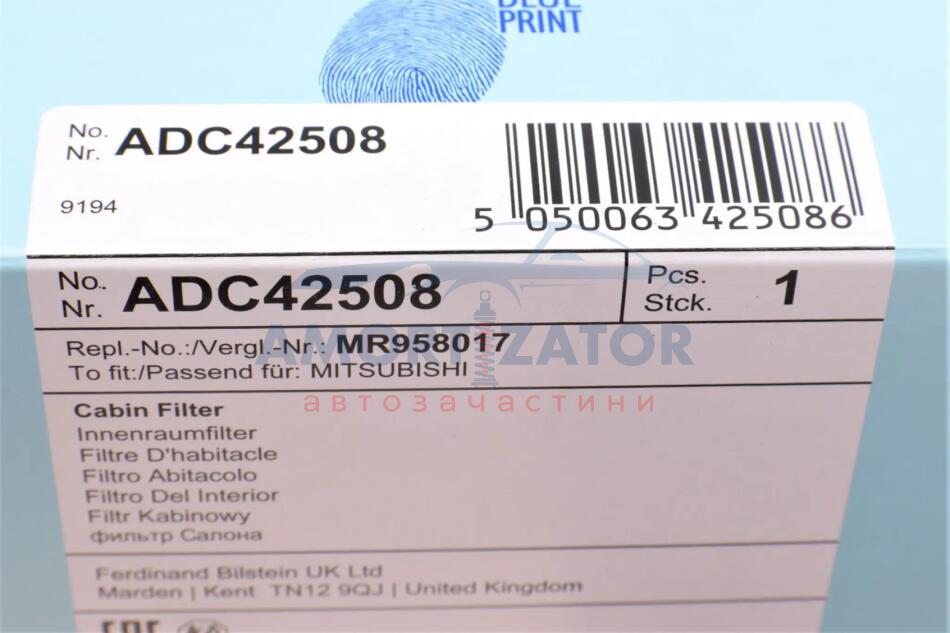 BLUE
PRINT
No.
Nr. ADC42508
9194
5 050063 425086
No.
Nr. ADC42508
Pcs.
Stck. 1
Repl.-No.:/Vergl.-Nr.: MR958017
To fit:/Passend für: MITSUBISHI
AMORTIZATOR
автозачастини
Cabin Filter
Innenraumfilter
Filtre D'habitacle
Filtro Abitacolo
Filtro Del Interior
Filtr Kabinowy
фильтр Салона
Ferdinand Bilstein UK Ltd
Marden | Kent TN12 9QJ | United Kingdom